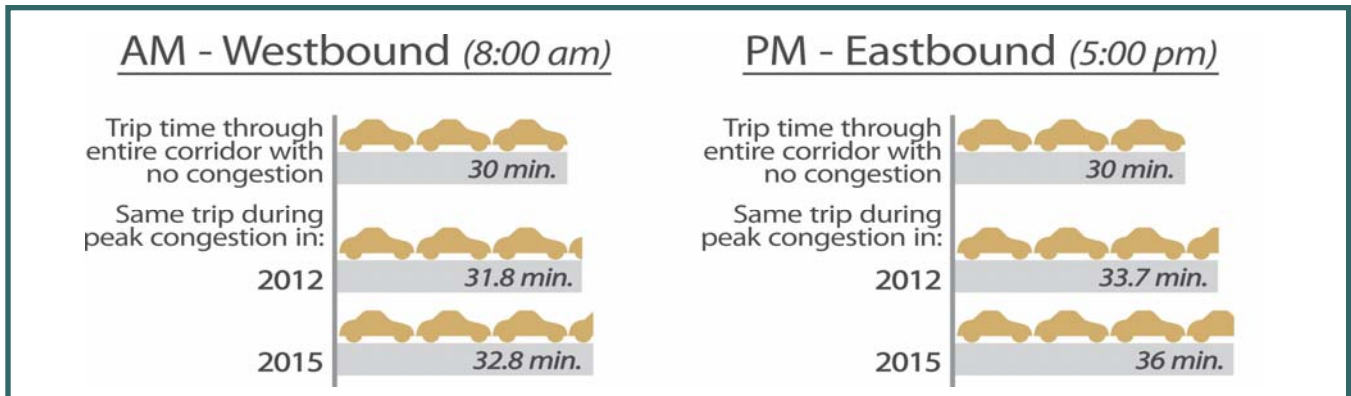 AM - Westbound (8:00 am)
Trip time through
entire corridor with
no congestion
30 min.
Same trip during
peak congestion in:
2012
31.8 min.
2015
32.8 min.
PM - Eastbound (5:00 pm)
Trip time through
entire corridor with
no congestion
30 min.
Same trip during
peak congestion in:
2012
33.7 min.
2015
36 min.